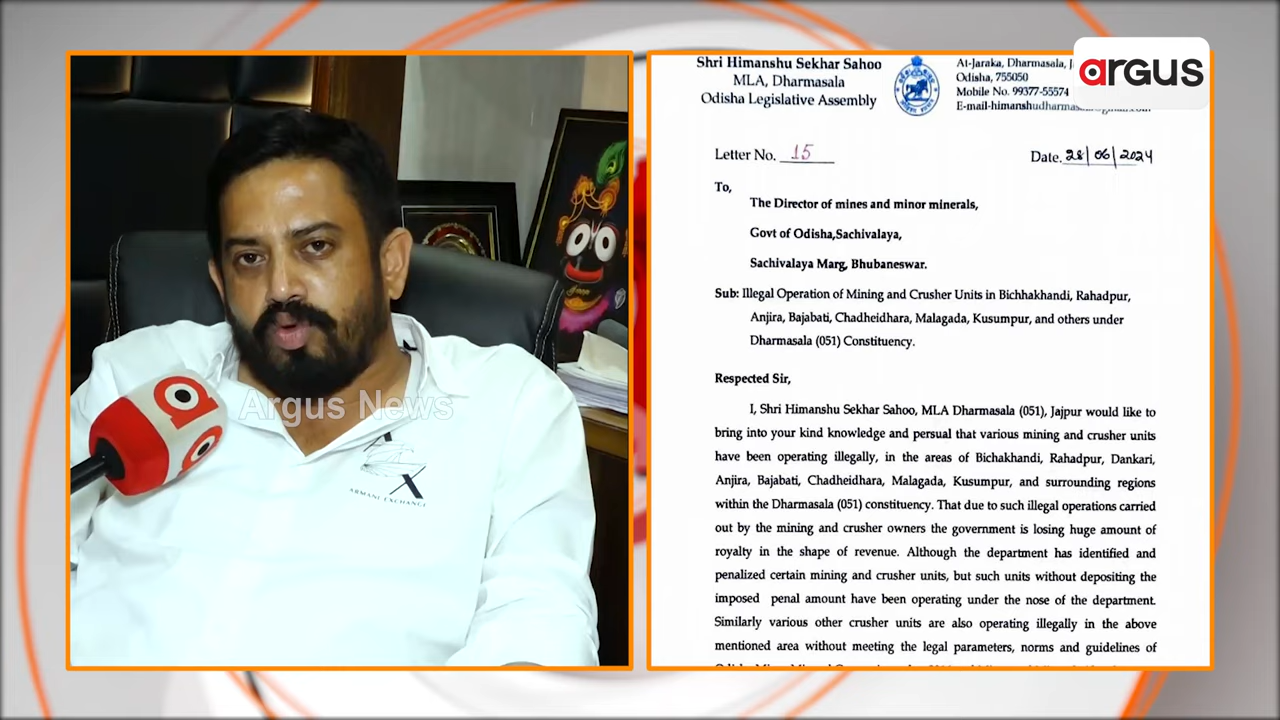 argus
Argus News
ARMANI EXCHANGE
Shri Himanshu Sekhar Sahoo
MLA, Dharmasala
Odisha Legislative Assembly
At-Jaraka, Dharmasala,
Odisha, 755050
Mobile No. 99377-55574
Letter No. 15
Date. 28/06/2024
To,
The Director of mines and minor minerals,
Govt of Odisha,Sachivalaya,
Sachivalaya Marg, Bhubaneswar.
Sub: Illegal Operation of Mining and Crusher Units in Bichhakhandi, Rahadpur,
Anjira, Bajabati, Chadheidhara, Malagada, Kusumpur, and others under
Dharmasala (051) Constituency.
Respected Sir,
I, Shri Himanshu Sekhar Sahoo, MLA Dharmasala (051), Jajpur would like to
bring into your kind knowledge and persual that various mining and crusher units
have been operating illegally, in the areas of Bichakhandi, Rahadpur, Dankari,
Anjira, Bajabati, Chadheidhara, Malagada, Kusumpur, and surrounding regions
within the Dharmasala (051) constituency. That due to such illegal operations carried
out by the mining and crusher owners the government is losing huge amount of
royalty in the shape of revenue. Although the department has identified and
penalized certain mining and crusher units, but such units without depositing the
imposed penal amount have been operating under the nose of the department.
Similarly various other crusher units are also operating illegally in the above
mentioned area without meeting the legal parameters, norms and guidelines of